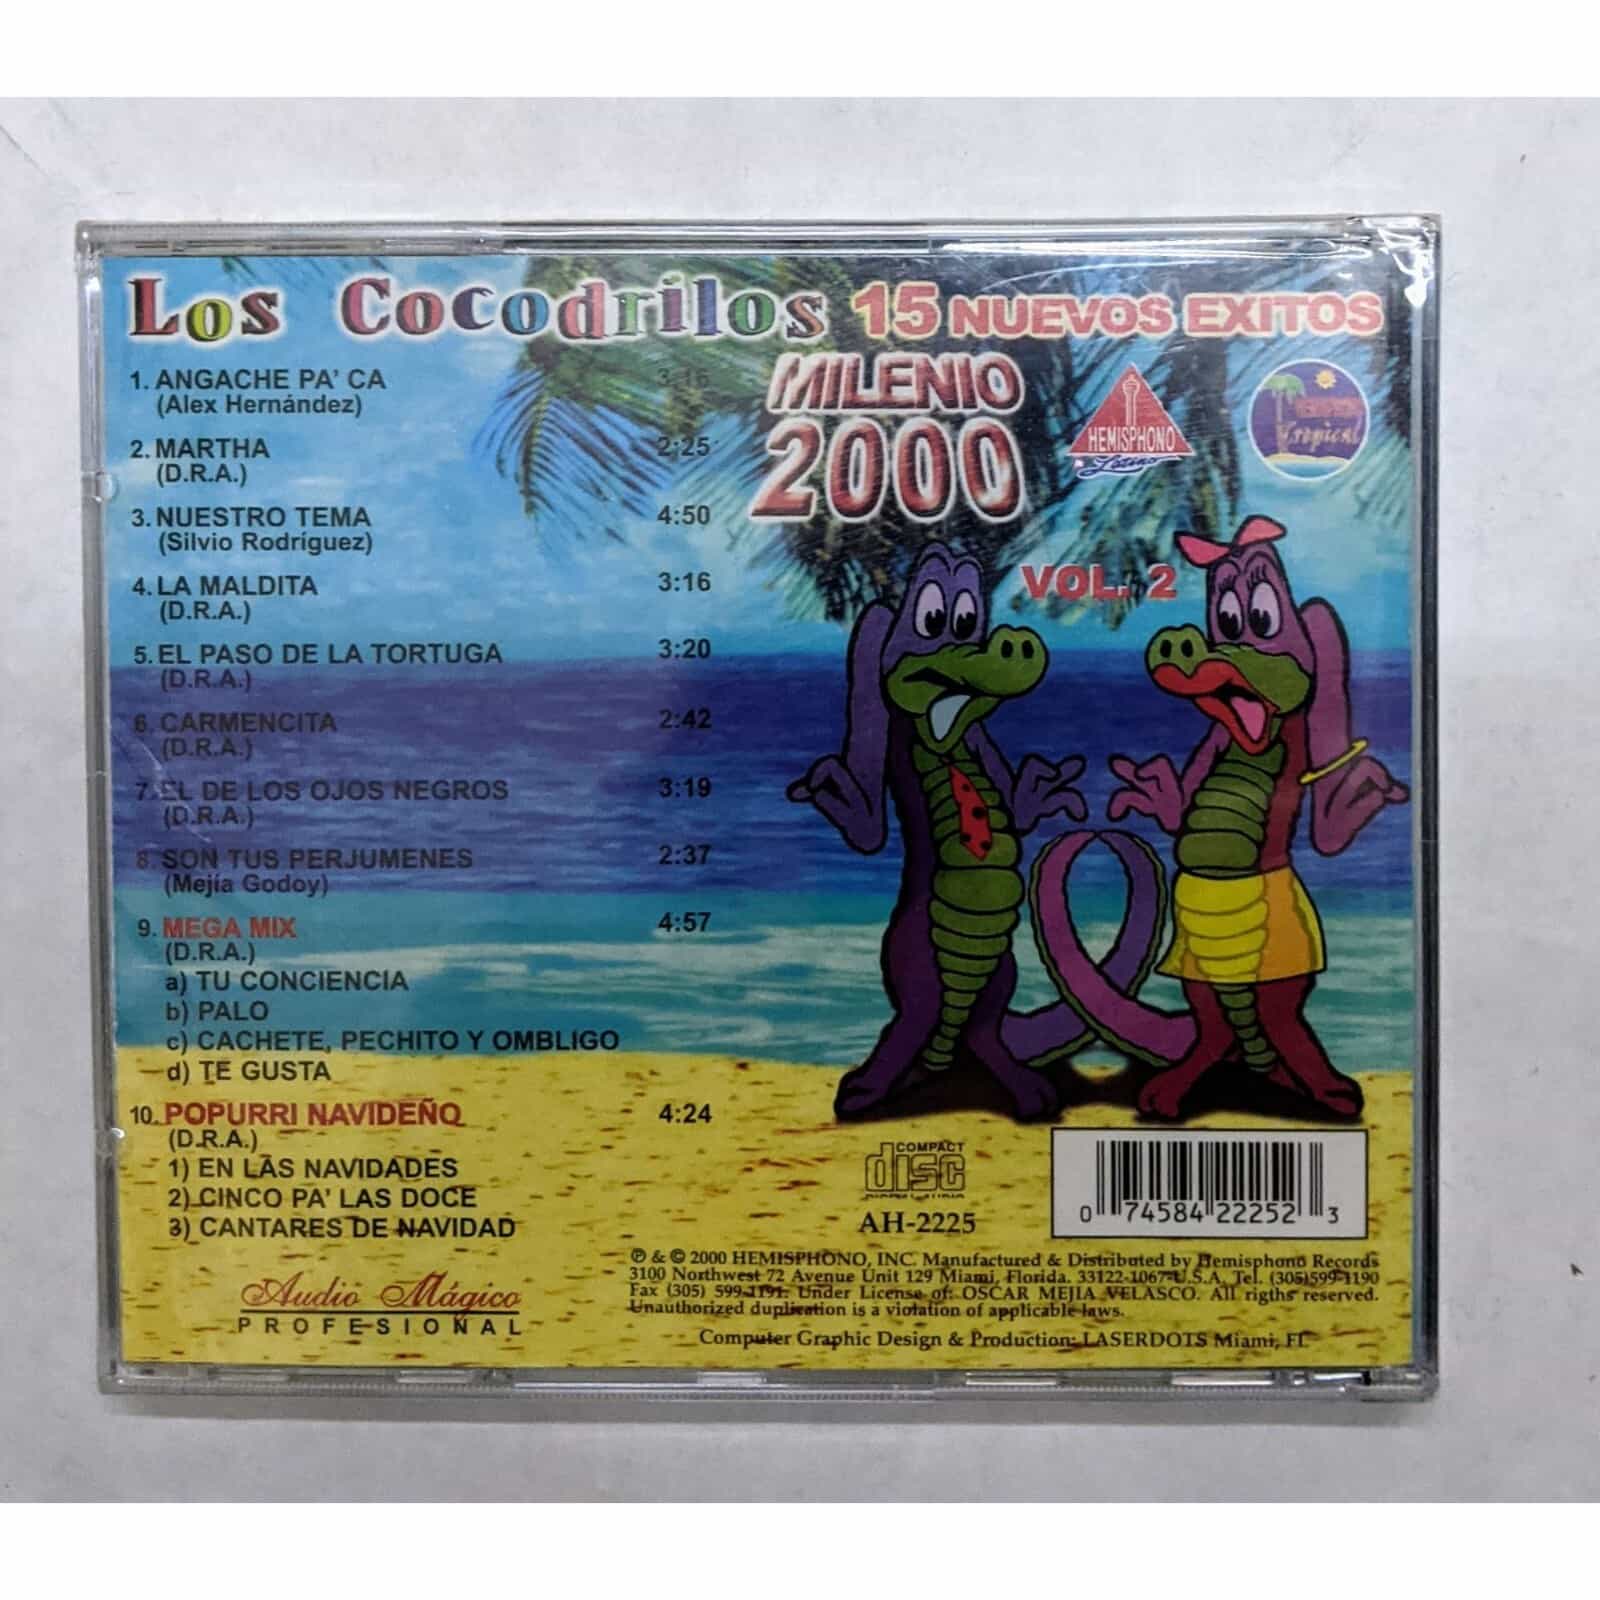 Los Cocodrilos 15 NUEVOS EXITOS
MILENIO
2000
VOL. 2
HEMISPHONO
Latino
Tropical
1. ANGACHE PA' CA 3:16
(Alex Hernández)
2. MARTHA 2:25
(D.R.A.)
3. NUESTRO TEMA 4:50
(Silvio Rodríguez)
4. LA MALDITA 3:16
(D.R.A.)
5. EL PASO DE LA TORTUGA 3:20
(D.R.A.)
6. CARMENCITA 2:42
(D.R.A.)
7. EL DE LOS OJOS NEGROS 3:19
(D.R.A.)
8. SON TUS PERJUMENES 2:37
(Mejía Godoy)
9. MEGA MIX 4:57
(D.R.A.)
a) TU CONCIENCIA
b) PALO
c) CACHETE, PECHITO Y OMBLIGO
d) TE GUSTA
10. POPURRI NAVIDEÑO 4:24
(D.R.A.)
1) EN LAS NAVIDADES
2) CINCO PA' LAS DOCE
3) CANTARES DE NAVIDAD
Audio Mágico
PROFESIONAL
COMPACT
disc
DIGITAL AUDIO
AH-2225
0 74584 22252 3
℗ & © 2000 HEMISPHONO, INC. Manufactured & Distributed by Hemisphono Records
3100 Northwest 72 Avenue Unit 129 Miami, Florida. 33122-1067-U.S.A. Tel. (305)599-1190
Fax (305) 599-1191. Under License of: OSCAR MEJIA VELASCO. All rigths reserved.
Unauthorized duplication is a violation of applicable laws.
Computer Graphic Design & Production: LASERDOTS Miami, FL